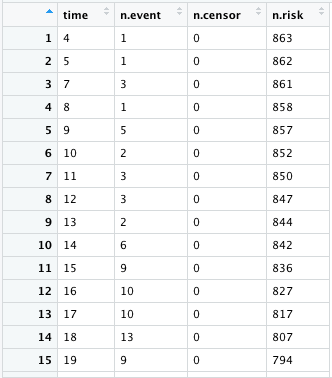 time n.event n.censor n.risk
1 4 1 0 863
2 5 1 0 862
3 7 3 0 861
4 8 1 0 858
5 9 5 0 857
6 10 2 0 852
7 11 3 0 850
8 12 3 0 847
9 13 2 0 844
10 14 6 0 842
11 15 9 0 836
12 16 10 0 827
13 17 10 0 817
14 18 13 0 807
15 19 9 0 794